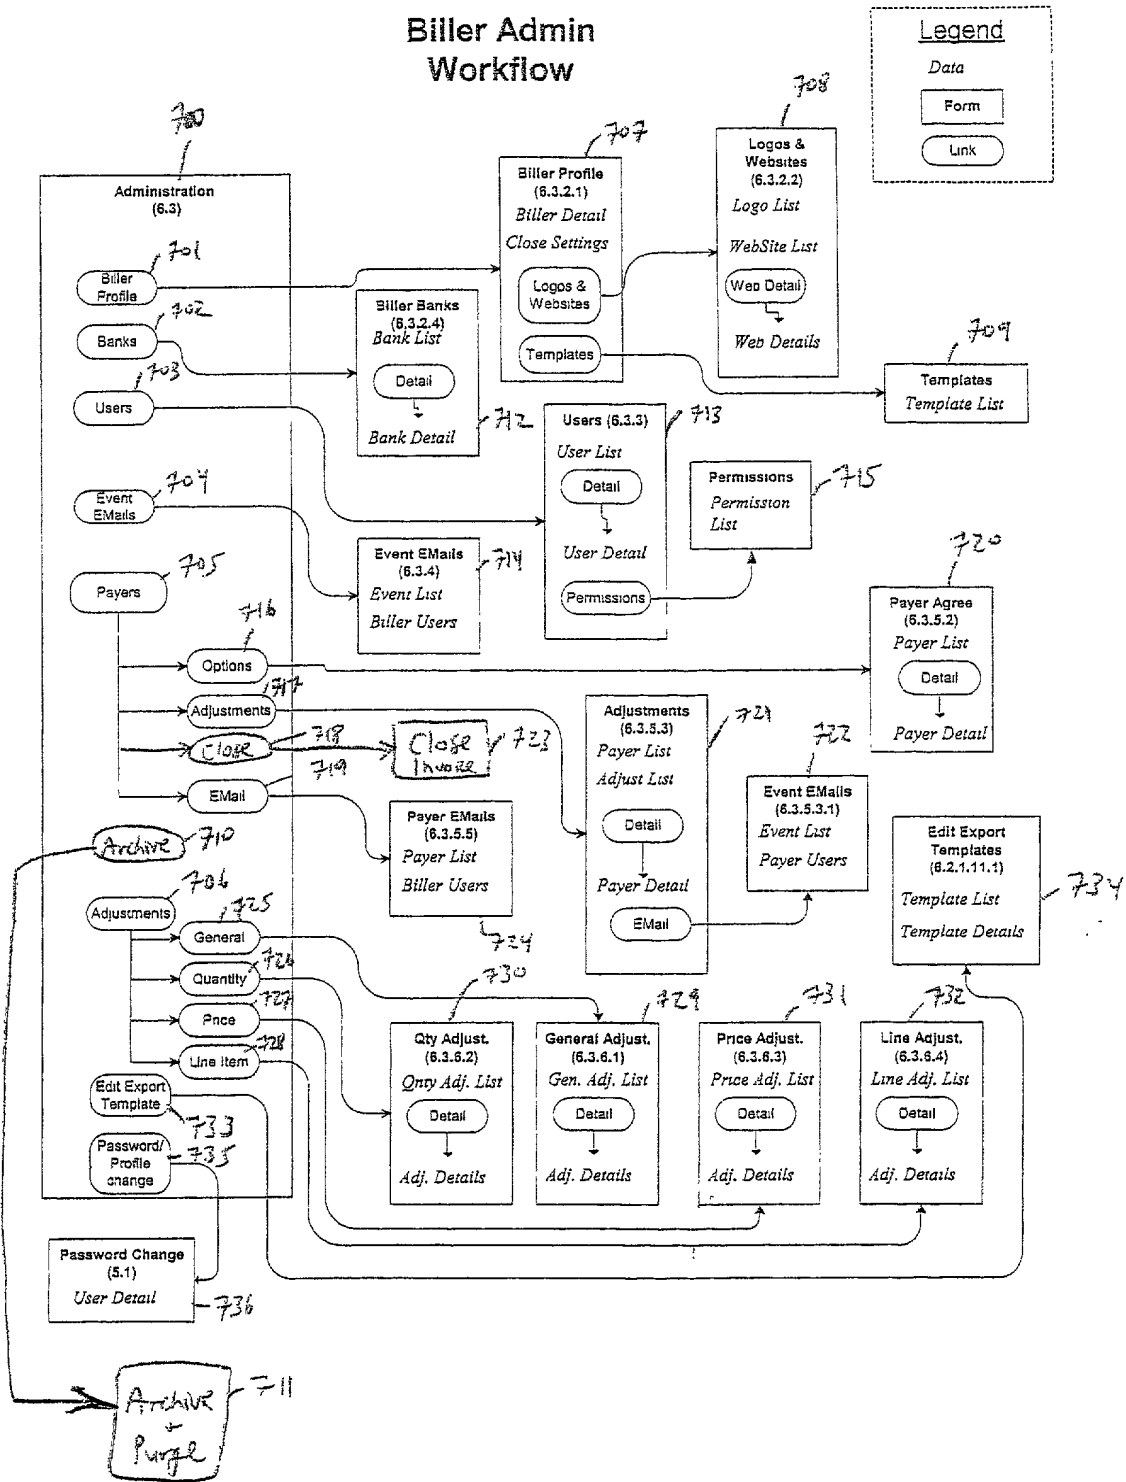 Biller Admin
Workflow
Legend
Data
Form
Link
700
Administration
(6.3)
701
Biller
Profile
702
Banks
703
Users
704
Event
EMails
705
Payers
716
Options
717
Adjustments
718
Close
719
EMail
710
Archive
706
Adjustments
725
General
726
Quantity
727
Price
728
Line Item
Edit Export
Template
733
Password/
Profile
change
735
707
Biller Profile
(6.3.2.1)
Biller Detail
Close Settings
Logos &
Websites
Templates
708
Logos &
Websites
(6.3.2.2)
Logo List
WebSite List
Web Detail
Web Details
709
Templates
Template List
Biller Banks
(6.3.2.4)
Bank List
Detail
Bank Detail
712
Users (6.3.3)
713
User List
Detail
User Detail
Permissions
Permissions
Permission
List
715
Event EMails
(6.3.4)
Event List
Biller Users
714
720
Payer Agree
(6.3.5.2)
Payer List
Detail
Payer Detail
Close
Invoice
723
Adjustments
(6.3.5.3)
Payer List
Adjust List
Detail
Payer Detail
EMail
721
722
Event EMails
(6.3.5.3.1)
Event List
Payer Users
Payer EMails
(6.3.5.5)
Payer List
Biller Users
724
Edit Export
Templates
(6.2.1.11.1)
Template List
Template Details
734
730
Qty Adjust.
(6.3.6.2)
Qnty Adj. List
Detail
Adj. Details
729
General Adjust.
(6.3.6.1)
Gen. Adj. List
Detail
Adj. Details
731
Price Adjust.
(6.3.6.3)
Price Adj. List
Detail
Adj. Details
732
Line Adjust.
(6.3.6.4)
Line Adj. List
Detail
Adj. Details
Password Change
(5.1)
User Detail
736
Archive
+
Purge
711